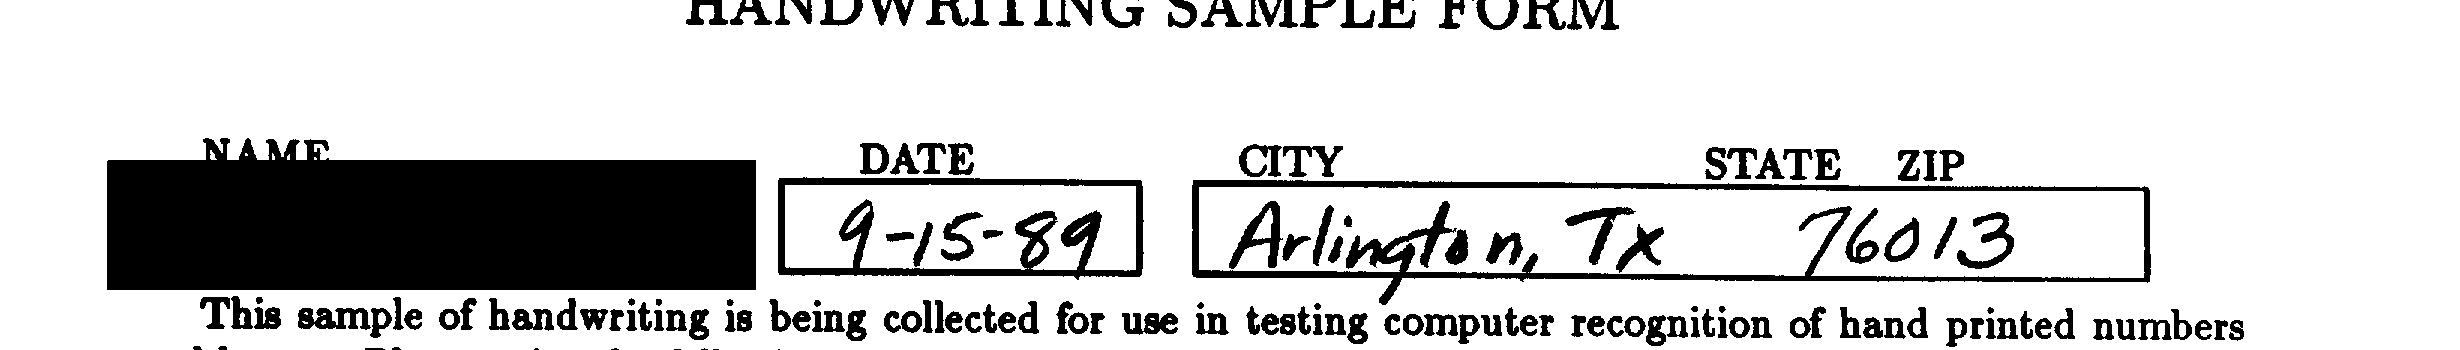 HANDWRITING SAMPLE FORM
NAME DATE CITY STATE ZIP
9-15-89 Arlington, Tx 76013
This sample of handwriting is being collected for use in testing computer recognition of hand printed numbers